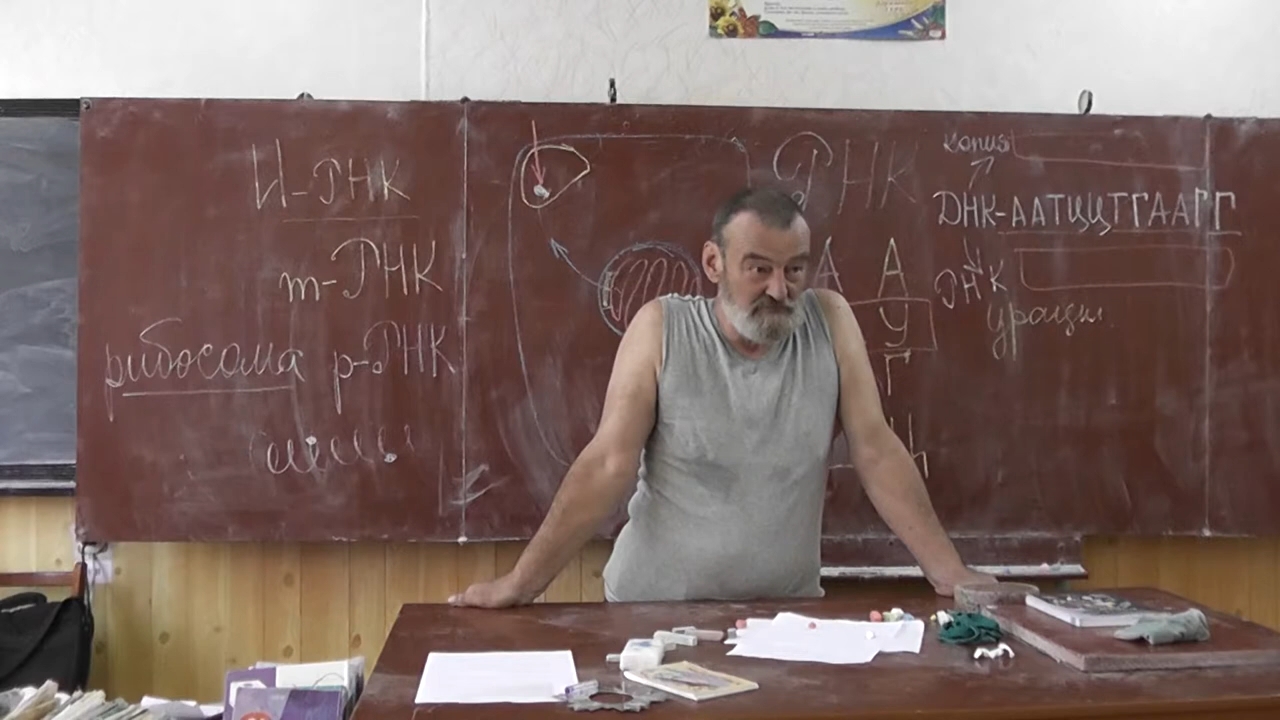 И-РНК
т-РНК
рибосома р-РНК
РНК
А А
У
Г
копия
ДНК-ААТЦЦТГААГГ
РНК
урацил